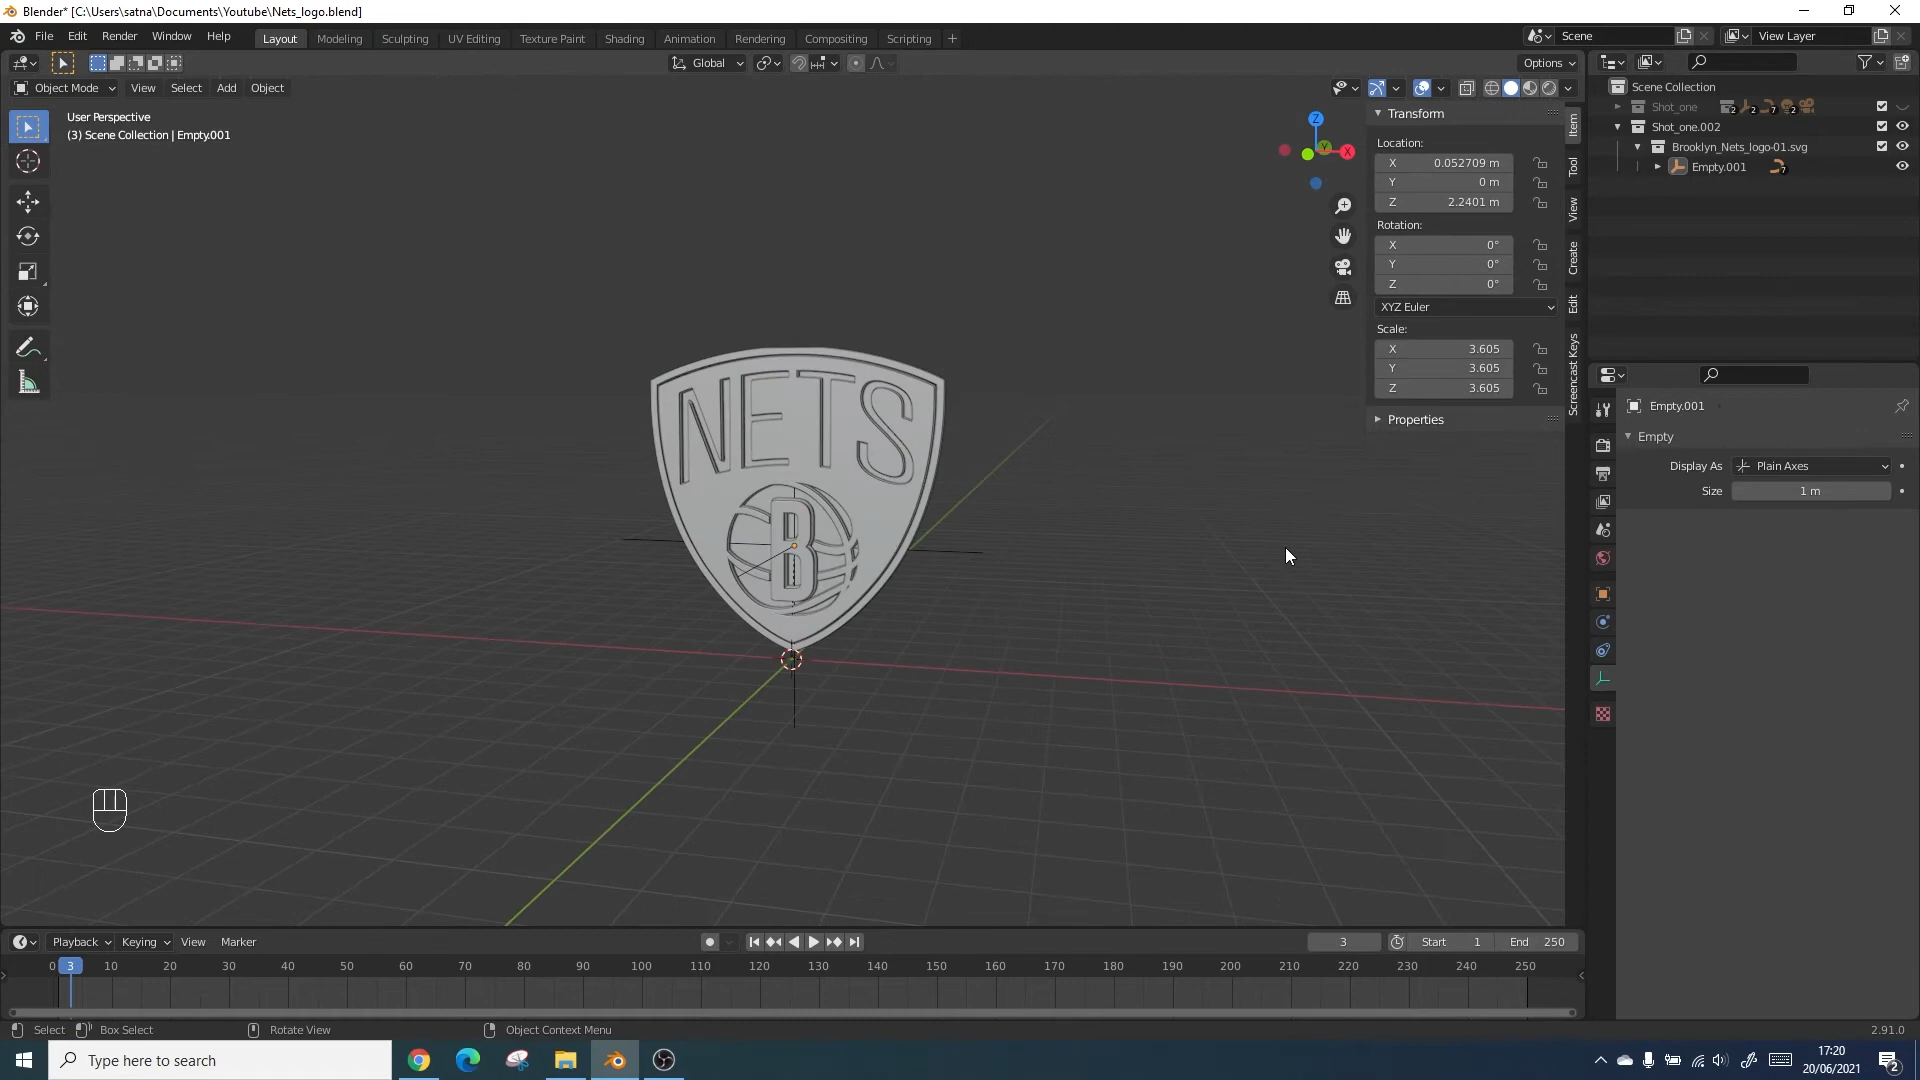 Blender* [C:\Users\satna\Documents\Youtube\Nets_logo.blend]
File Edit Render Window Help
Layout Modeling Sculpting UV Editing Texture Paint Shading Animation Rendering Compositing Scripting +
Scene
View Layer
Global
Options
Object Mode View Select Add Object
User Perspective
(3) Scene Collection | Empty.001
Z
Y
X
NETS
B
Transform
Location:
X 0.052709 m
Y 0 m
Z 2.2401 m
Rotation:
X 0°
Y 0°
Z 0°
XYZ Euler
Scale:
X 3.605
Y 3.605
Z 3.605
Properties
Item
Tool
View
Create
Edit
Screencast Keys
Scene Collection
Shot_one 2 2 7 2
Shot_one.002
Brooklyn_Nets_logo-01.svg
Empty.001 7
Empty.001
Empty
Display As Plain Axes
Size 1 m
Playback Keying View Marker
3 Start 1 End 250
0 3 10 20 30 40 50 60 70 80 90 100 110 120 130 140 150 160 170 180 190 200 210 220 230 240 250
Select Box Select Rotate View Object Context Menu 2.91.0
Type here to search
17:20
20/06/2021
2